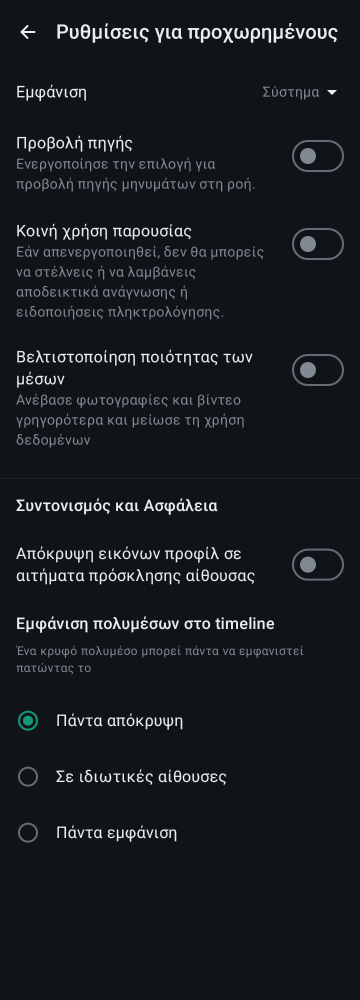 Ρυθμίσεις για προχωρημένους
Εμφάνιση
Σύστημα
Προβολή πηγής
Ενεργοποίησε την επιλογή για
προβολή πηγής μηνυμάτων στη ροή.
Κοινή χρήση παρουσίας
Εάν απενεργοποιηθεί, δεν θα μπορείς
να στέλνεις ή να λαμβάνεις
αποδεικτικά ανάγνωσης ή
ειδοποιήσεις πληκτρολόγησης.
Βελτιστοποίηση ποιότητας των
μέσων
Ανέβασε φωτογραφίες και βίντεο
γρηγορότερα και μείωσε τη χρήση
δεδομένων
Συντονισμός και Ασφάλεια
Απόκρυψη εικόνων προφίλ σε
αιτήματα πρόσκλησης αίθουσας
Εμφάνιση πολυμέσων στο timeline
Ένα κρυφό πολυμέσο μπορεί πάντα να εμφανιστεί
πατώντας το
Πάντα απόκρυψη
Σε ιδιωτικές αίθουσες
Πάντα εμφάνιση